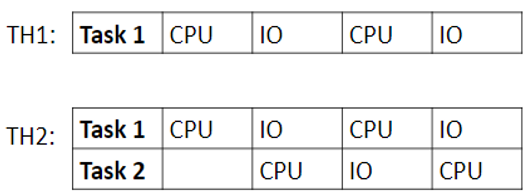 TH1: Task 1 CPU IO CPU IO
TH2: Task 1 CPU IO CPU IO
Task 2 CPU IO CPU